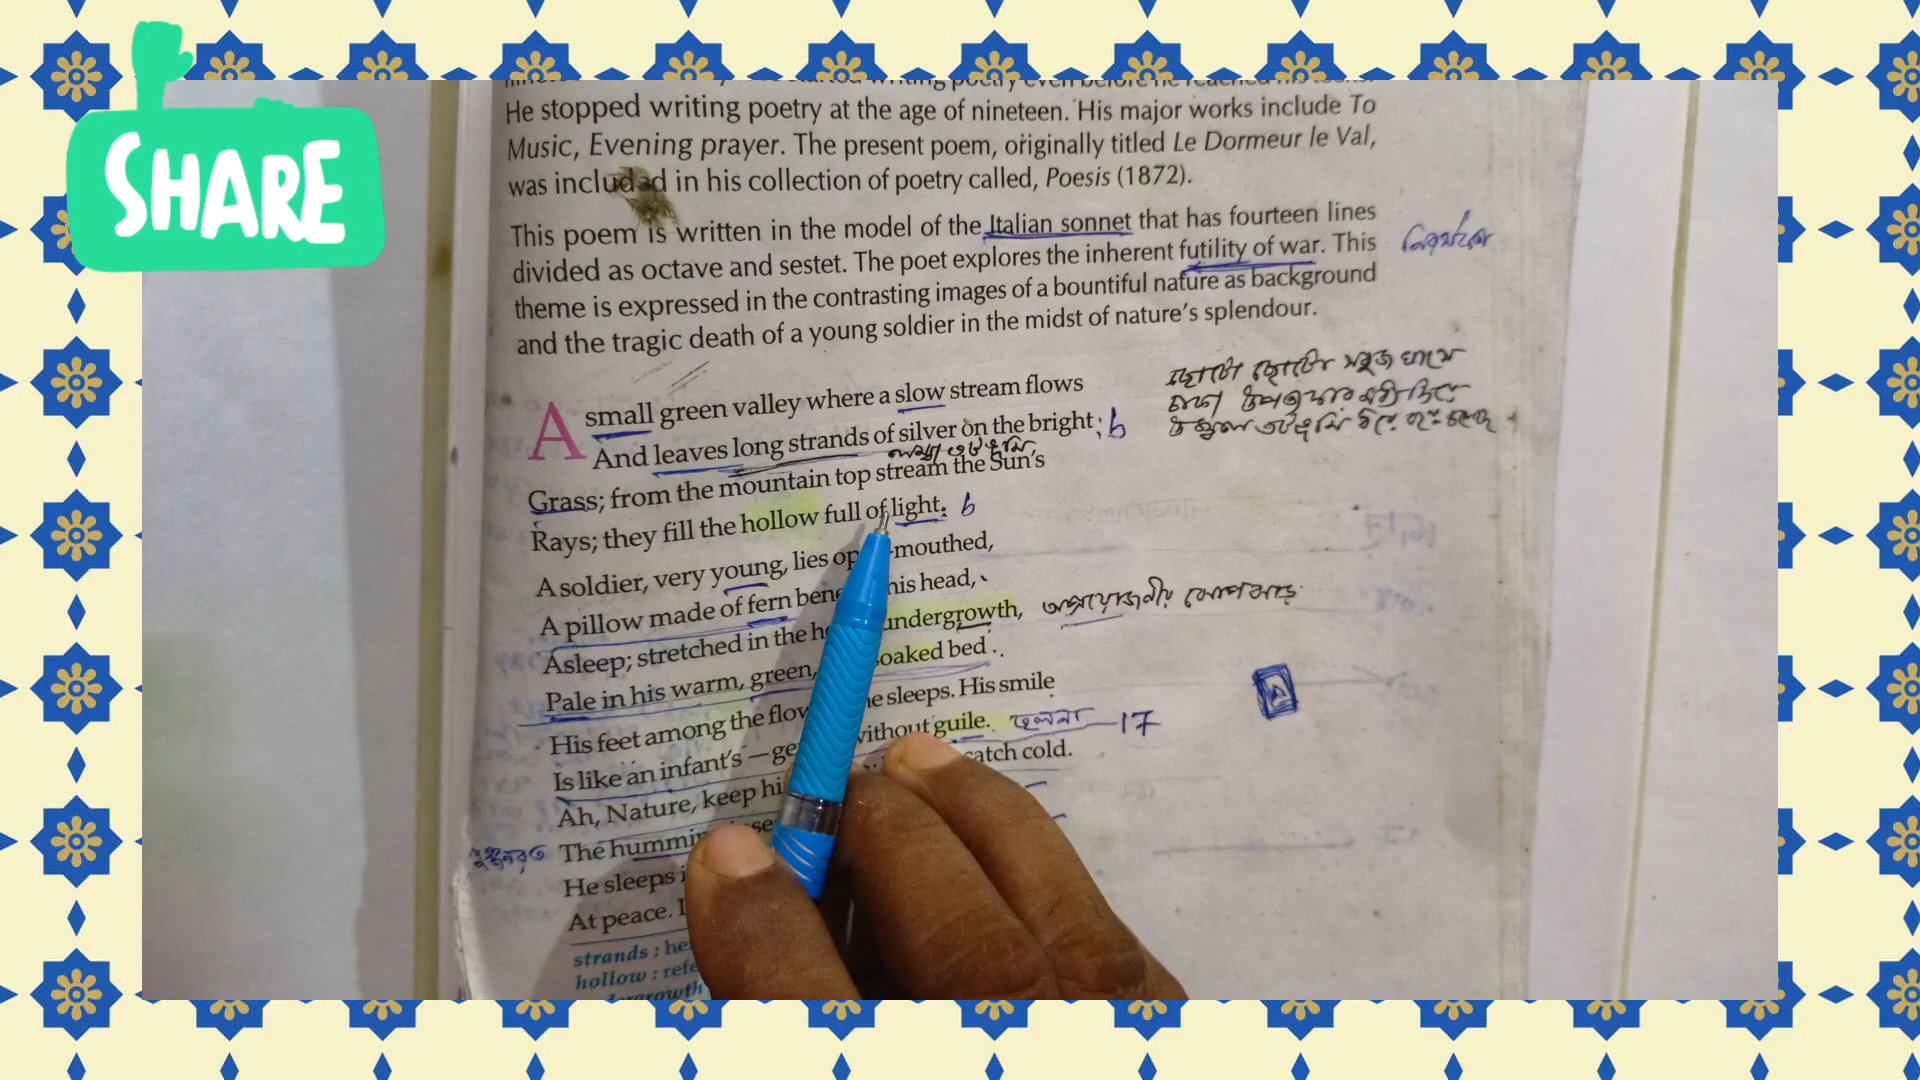 SHARE
He stopped writing poetry at the age of nineteen. His major works include To
Music, Evening prayer. The present poem, originally titled Le Dormeur le Val,
was included in his collection of poetry called, Poesis (1872).
This poem is written in the model of the Italian sonnet that has fourteen lines
divided as octave and sestet. The poet explores the inherent futility of war. This
theme is expressed in the contrasting images of a bountiful nature as background
and the tragic death of a young soldier in the midst of nature's splendour.
A small green valley where a slow stream flows
And leaves long strands of silver on the bright; b
Grass; from the mountain top stream the Sun's
Rays; they fill the hollow full of light. b
A soldier, very young, lies mouthed,
A pillow made of fern his head,
Asleep; stretched in the undergrowth,
Pale in his warm, green, soaked bed.
His feet among the sleeps. His smile
Is like an infant's — without guile. ছলনা 17
Ah, Nature, keep catch cold.
The
He sleeps
At peace.
strands :
hollow :